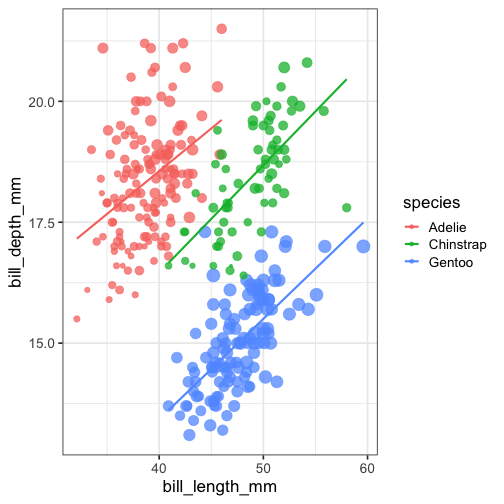 20.0
17.5
15.0
bill_depth_mm
40
50
60
bill_length_mm
species
Adelie
Chinstrap
Gentoo